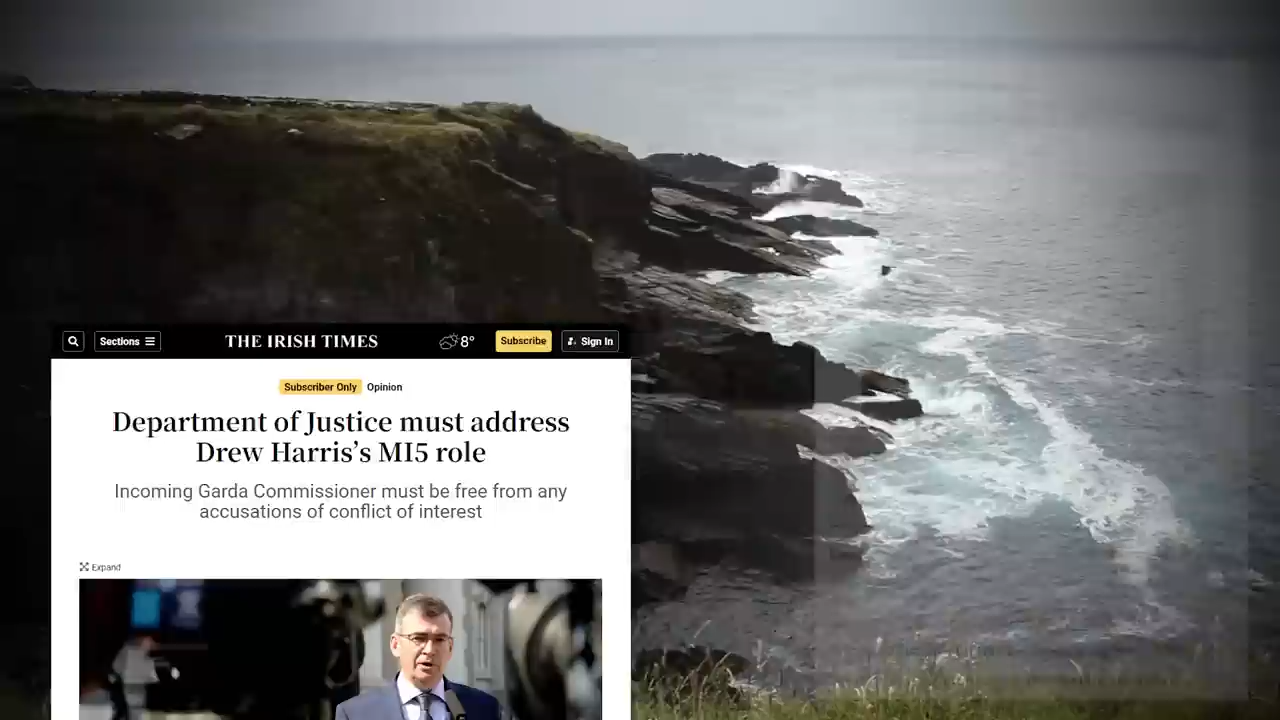 Sections
THE IRISH TIMES
8°
Subscribe
Sign In
Subscriber Only Opinion
Department of Justice must address
Drew Harris’s MI5 role
Incoming Garda Commissioner must be free from any
accusations of conflict of interest
Expand